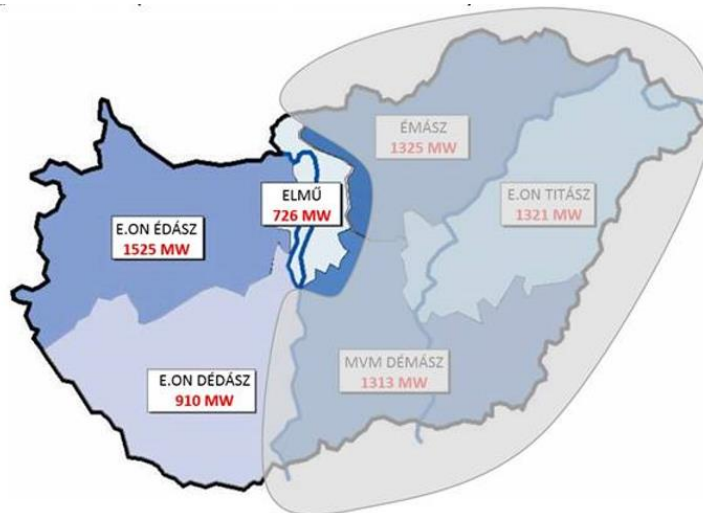 ÉMÁSZ
1325 MW
ELMŰ
726 MW
E.ON TITÁSZ
1321 MW
E.ON ÉDÁSZ
1525 MW
MVM DÉMÁSZ
1313 MW
E.ON DÉDÁSZ
910 MW